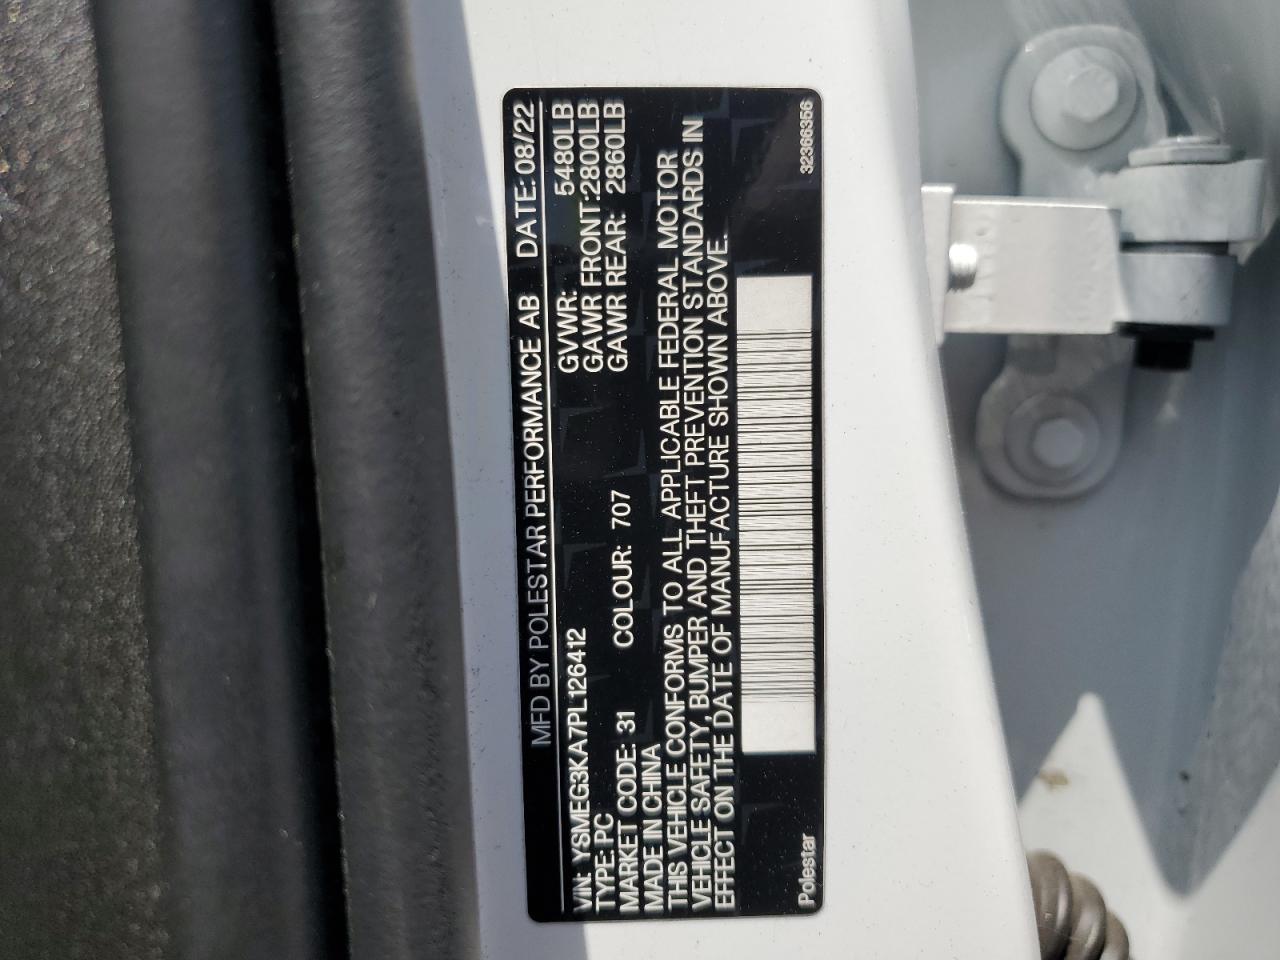 MFD BY POLESTAR PERFORMANCE AB DATE: 08/22
VIN: YSMEG3KA7PL126412 GVWR: 5480LB
TYPE: PC GAWR FRONT:2800LB
MARKET CODE: 31 COLOUR: 707 GAWR REAR: 2860LB
MADE IN CHINA
THIS VEHICLE CONFORMS TO ALL APPLICABLE FEDERAL MOTOR
VEHICLE SAFETY, BUMPER AND THEFT PREVENTION STANDARDS IN
EFFECT ON THE DATE OF MANUFACTURE SHOWN ABOVE.
Polestar 32366356